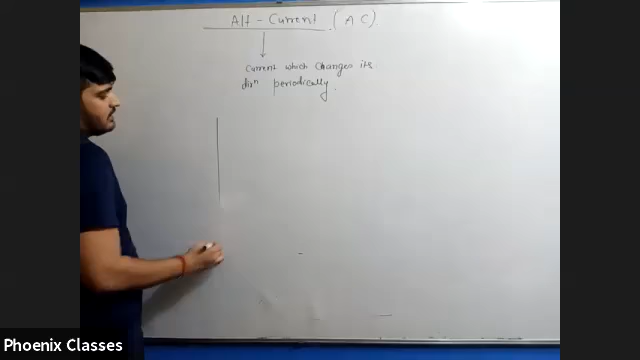 Alt - Current. (AC)
current which changes its
dirⁿ periodically.
Phoenix Classes